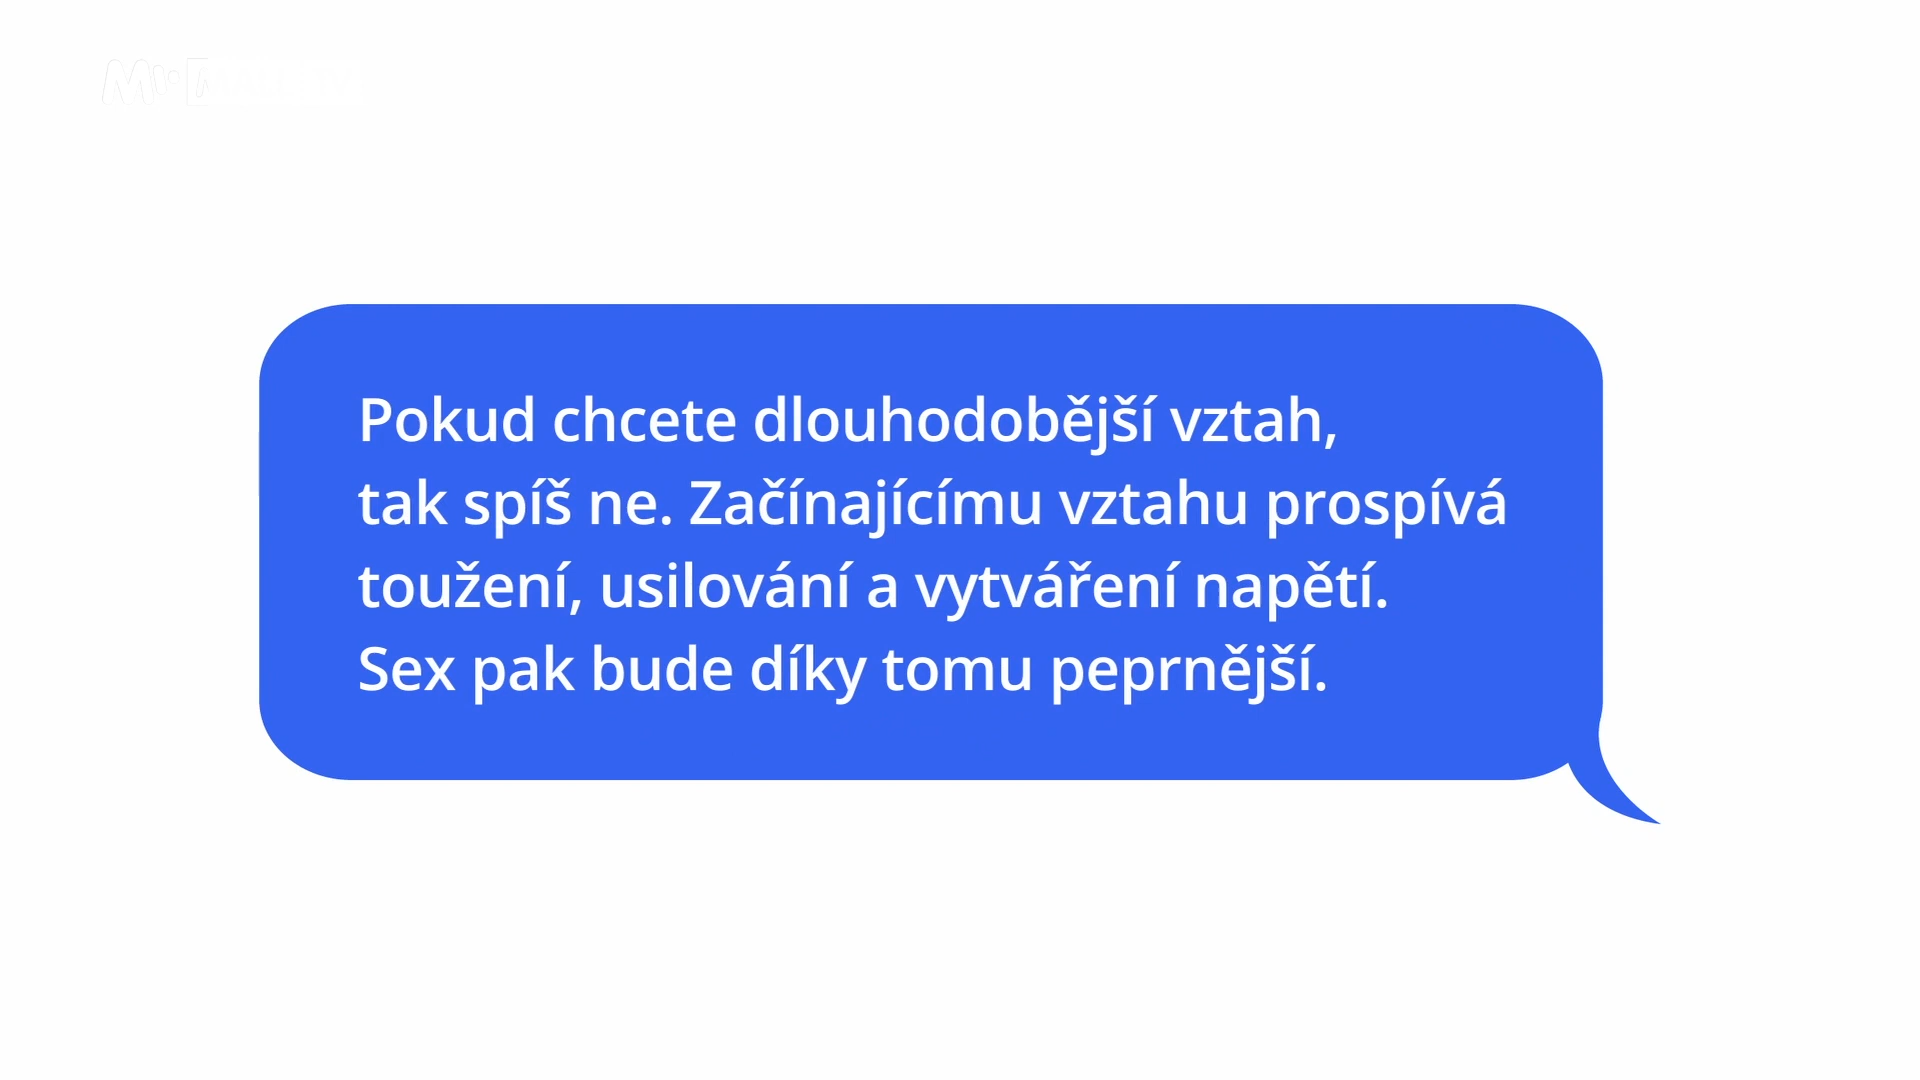 Pokud chcete dlouhodobější vztah,
tak spíš ne. Začínajícímu vztahu prospívá
toužení, usilování a vytváření napětí.
Sex pak bude díky tomu peprnější.